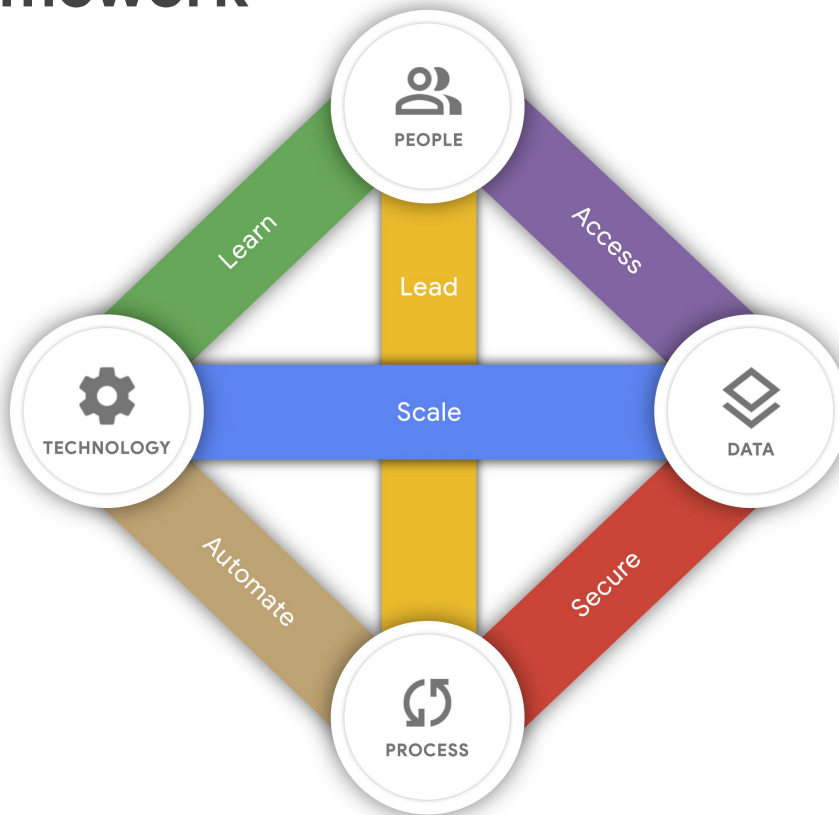 PEOPLE
Learn
Access
Lead
Scale
TECHNOLOGY
DATA
Automate
Secure
PROCESS